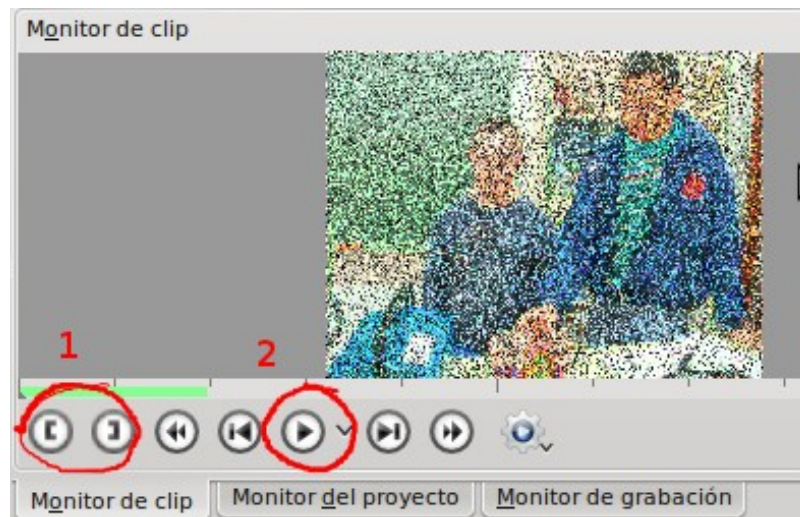 Monitor de clip
1
2
Monitor de clip
Monitor del proyecto
Monitor de grabación